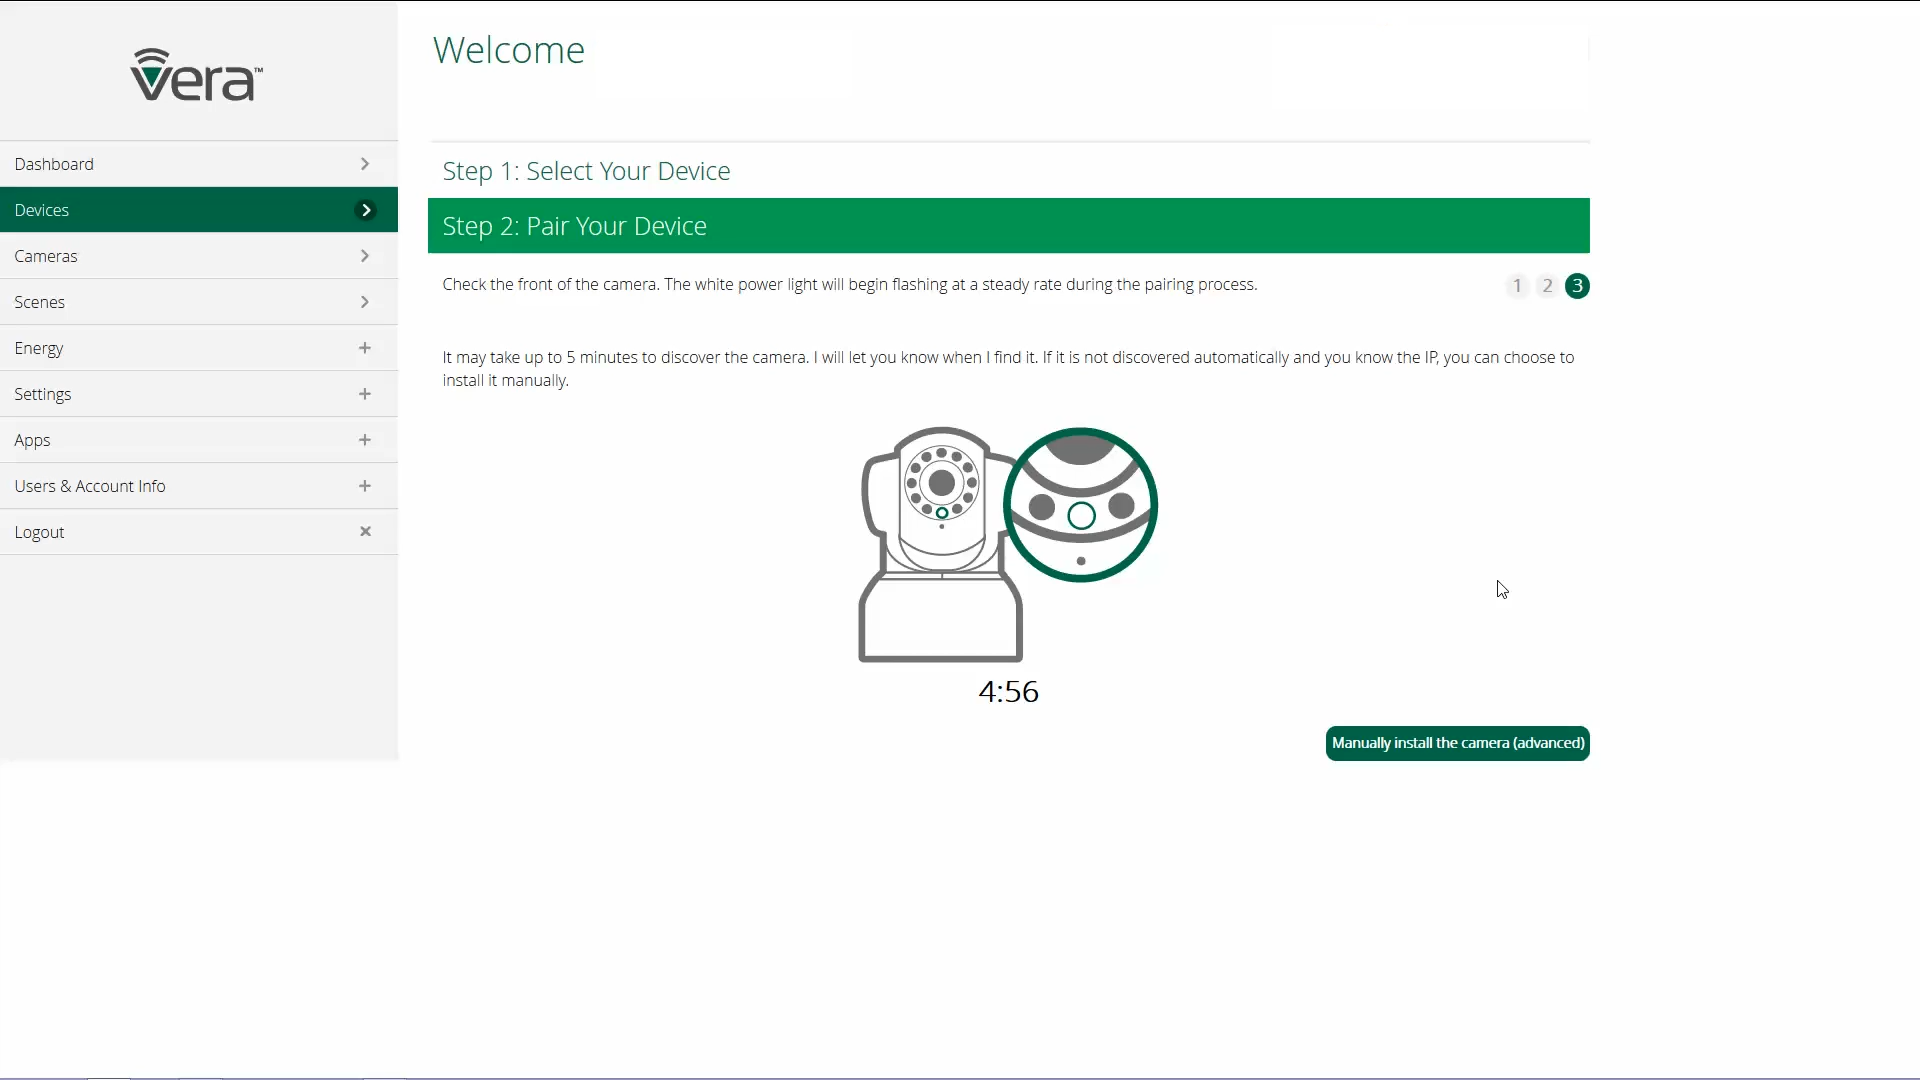 vera™
Dashboard
Devices
Cameras
Scenes
Energy
Settings
Apps
Users & Account Info
Logout
Welcome
Step 1: Select Your Device
Step 2: Pair Your Device
Check the front of the camera. The white power light will begin flashing at a steady rate during the pairing process.
1 2 3
It may take up to 5 minutes to discover the camera. I will let you know when I find it. If it is not discovered automatically and you know the IP, you can choose to
install it manually.
4:56
Manually install the camera (advanced)